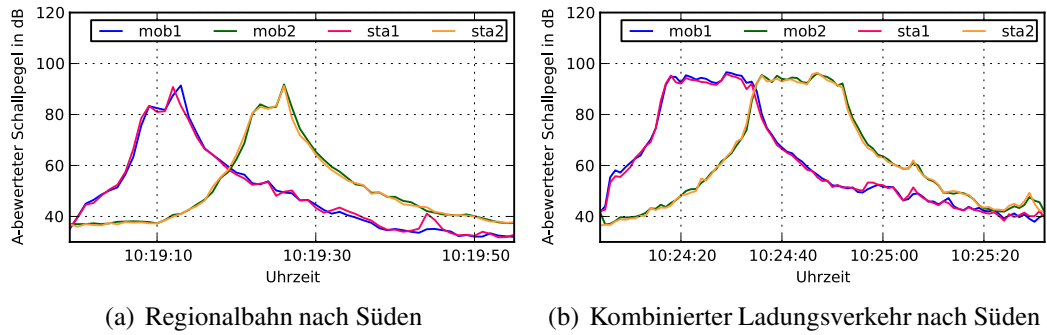 A-bewerteter Schallpegel in dB
120
100
80
60
40
mob1 mob2 sta1 sta2
10:19:10 10:19:30 10:19:50
Uhrzeit
(a) Regionalbahn nach Süden
A-bewerteter Schallpegel in dB
120
100
80
60
40
mob1 mob2 sta1 sta2
10:24:20 10:24:40 10:25:00 10:25:20
Uhrzeit
(b) Kombinierter Ladungsverkehr nach Süden